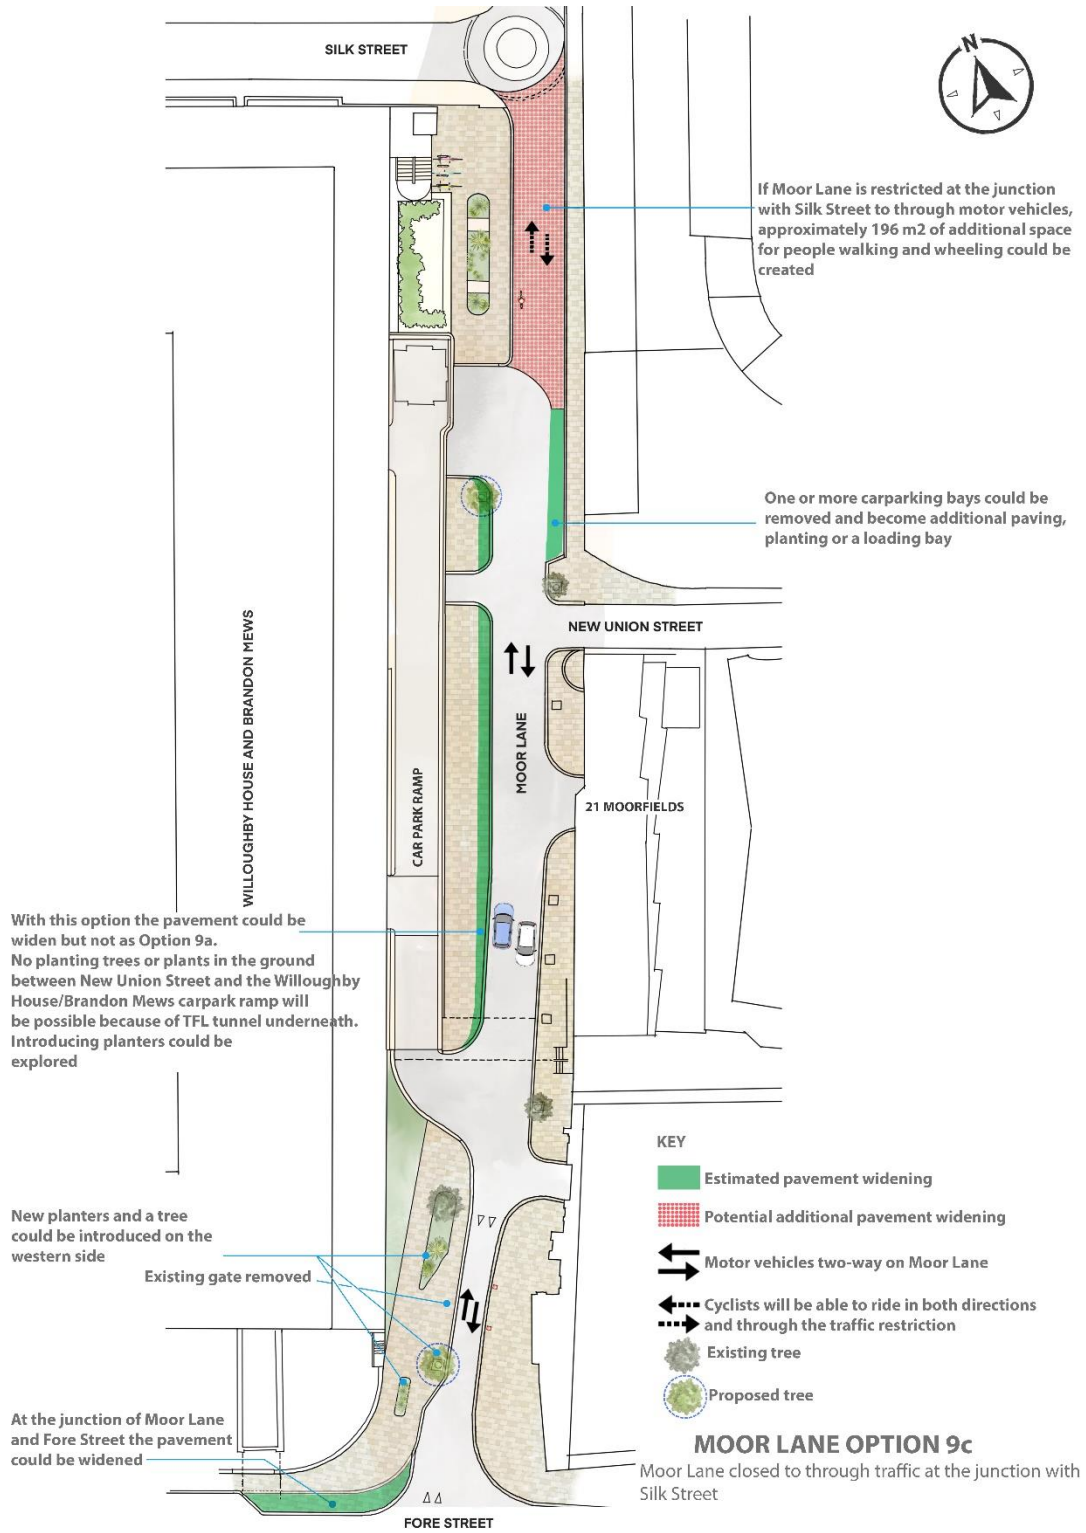 SILK STREET
N
If Moor Lane is restricted at the junction
with Silk Street to through motor vehicles,
approximately 196 m2 of additional space
for people walking and wheeling could be
created
One or more carparking bays could be
removed and become additional paving,
planting or a loading bay
NEW UNION STREET
WILLOUGHBY HOUSE AND BRANDON MEWS
CAR PARK RAMP
MOOR LANE
21 MOORFIELDS
With this option the pavement could be
widen but not as Option 9a.
No planting trees or plants in the ground
between New Union Street and the Willoughby
House/Brandon Mews carpark ramp will
be possible because of TFL tunnel underneath.
Introducing planters could be
explored
New planters and a tree
could be introduced on the
western side
Existing gate removed
At the junction of Moor Lane
and Fore Street the pavement
could be widened
FORE STREET
KEY
Estimated pavement widening
Potential additional pavement widening
Motor vehicles two-way on Moor Lane
Cyclists will be able to ride in both directions
and through the traffic restriction
Existing tree
Proposed tree
MOOR LANE OPTION 9c
Moor Lane closed to through traffic at the junction with
Silk Street